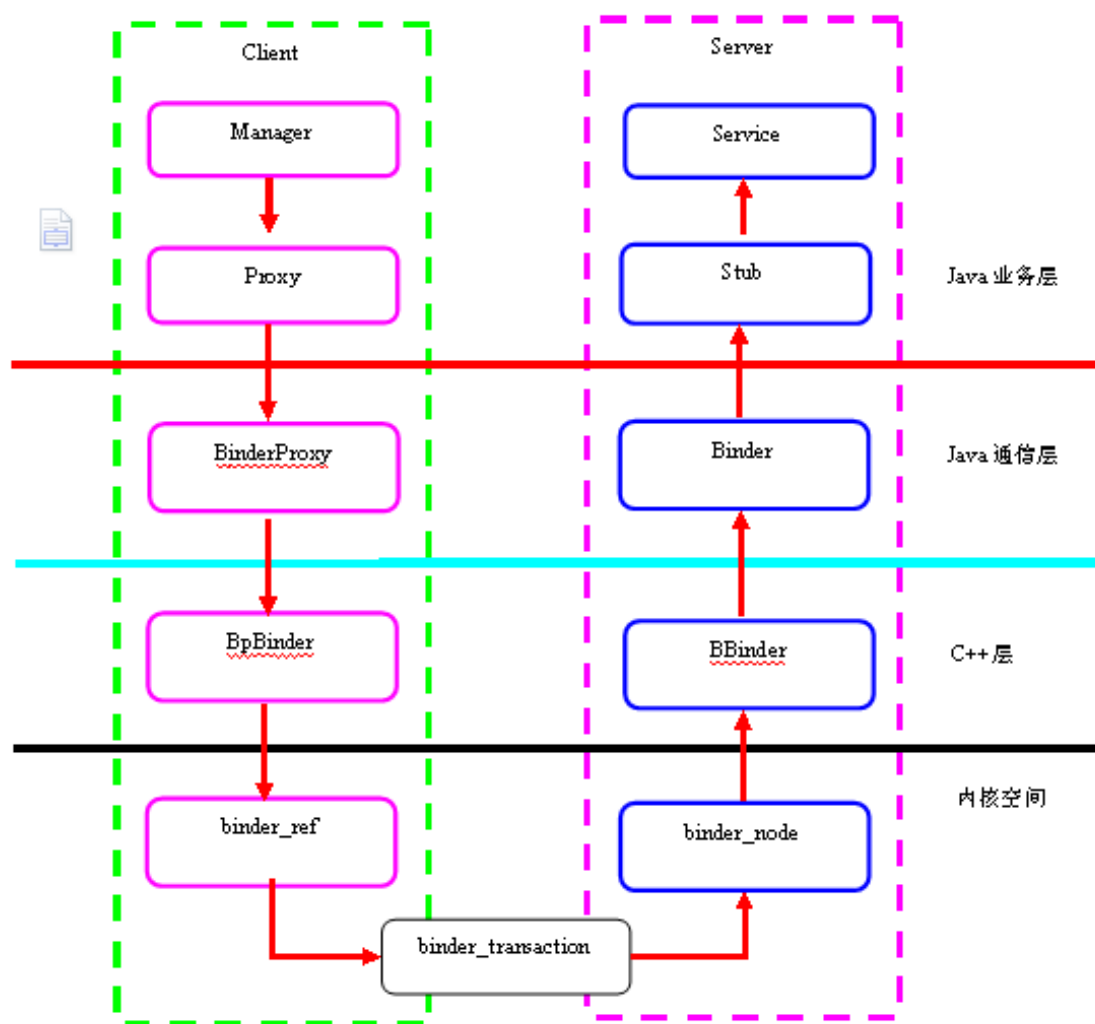 Client
Server
Manager
Service
Proxy
Stub
Java 业务层
BinderProxy
Binder
Java 通信层
BpBinder
BBinder
C++层
内核空间
binder_ref
binder_node
binder_transaction